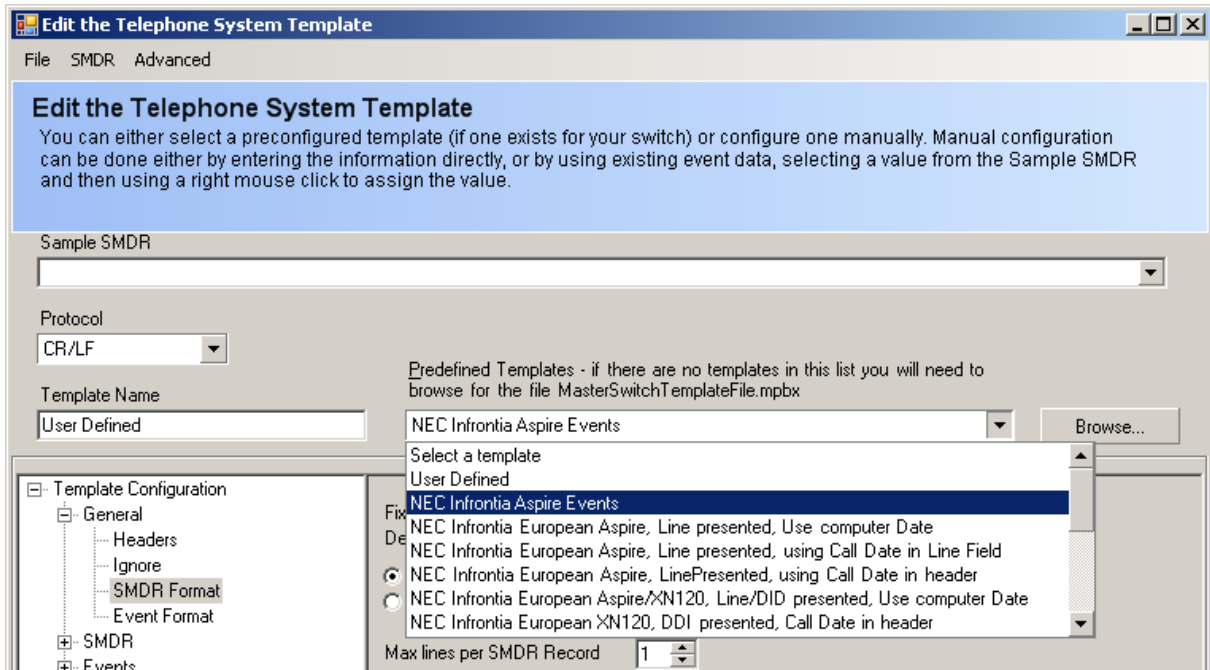 Edit the Telephone System Template
File SMDR Advanced
Edit the Telephone System Template
You can either select a preconfigured template (if one exists for your switch) or configure one manually. Manual configuration
can be done either by entering the information directly, or by using existing event data, selecting a value from the Sample SMDR
and then using a right mouse click to assign the value.
Sample SMDR
Protocol
CR/LF
Predefined Templates - if there are no templates in this list you will need to
browse for the file MasterSwitchTemplateFile.mpbx
Template Name
User Defined
NEC Infrontia Aspire Events
Browse...
Select a template
User Defined
NEC Infrontia Aspire Events
NEC Infrontia European Aspire, Line presented, Use computer Date
NEC Infrontia European Aspire, Line presented, using Call Date in Line Field
NEC Infrontia European Aspire, LinePresented, using Call Date in header
NEC Infrontia European Aspire/XN120, Line/DID presented, Use computer Date
NEC Infrontia European XN120, DDI presented, Call Date in header
Template Configuration
General
Headers
Ignore
SMDR Format
Event Format
SMDR
Events
Fix
De
Max lines per SMDR Record
1